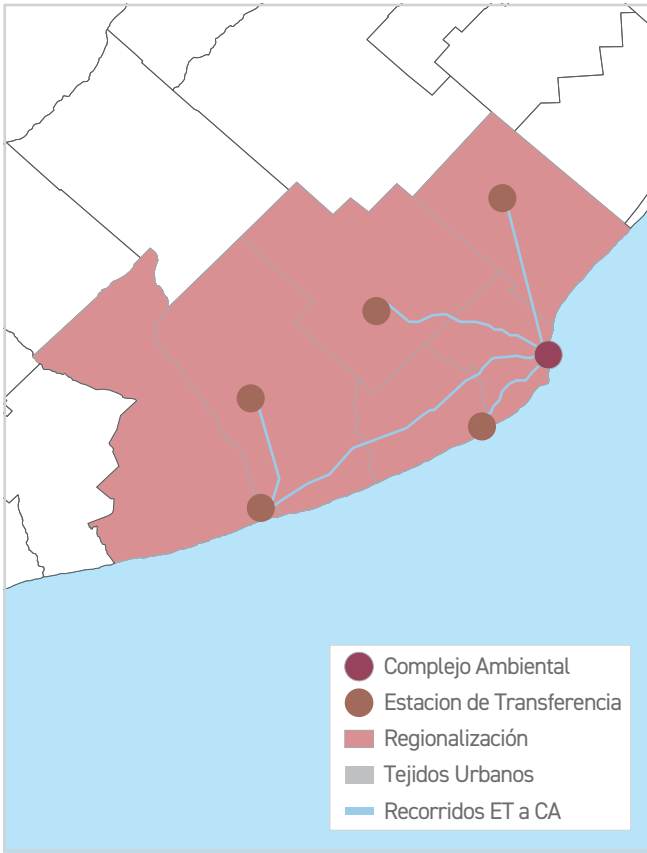 Complejo Ambiental
Estacion de Transferencia
Regionalización
Tejidos Urbanos
Recorridos ET a CA